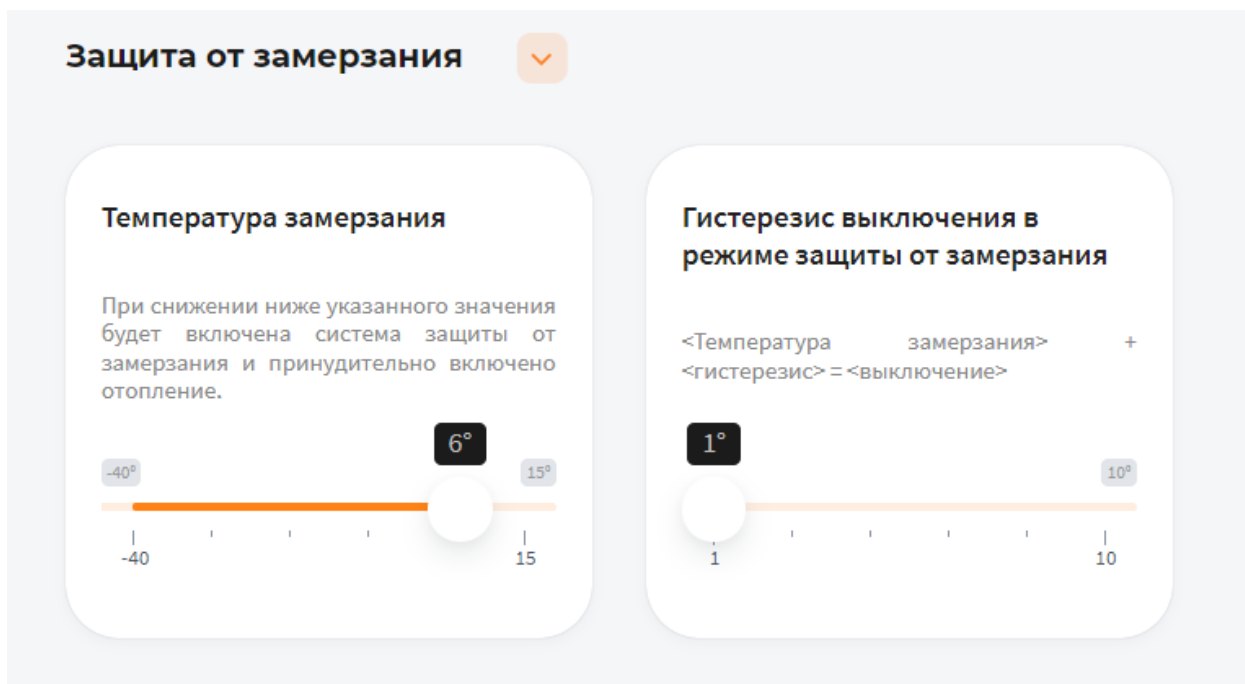 Защита от замерзания
Температура замерзания
При снижении ниже указанного значения
будет включена система защиты от
замерзания и принудительно включено
отопление.
6°
-40°
15°
-40
15
Гистерезис выключения в
режиме защиты от замерзания
<Температура замерзания> +
<гистерезис> = <выключение>
1°
10°
1
10